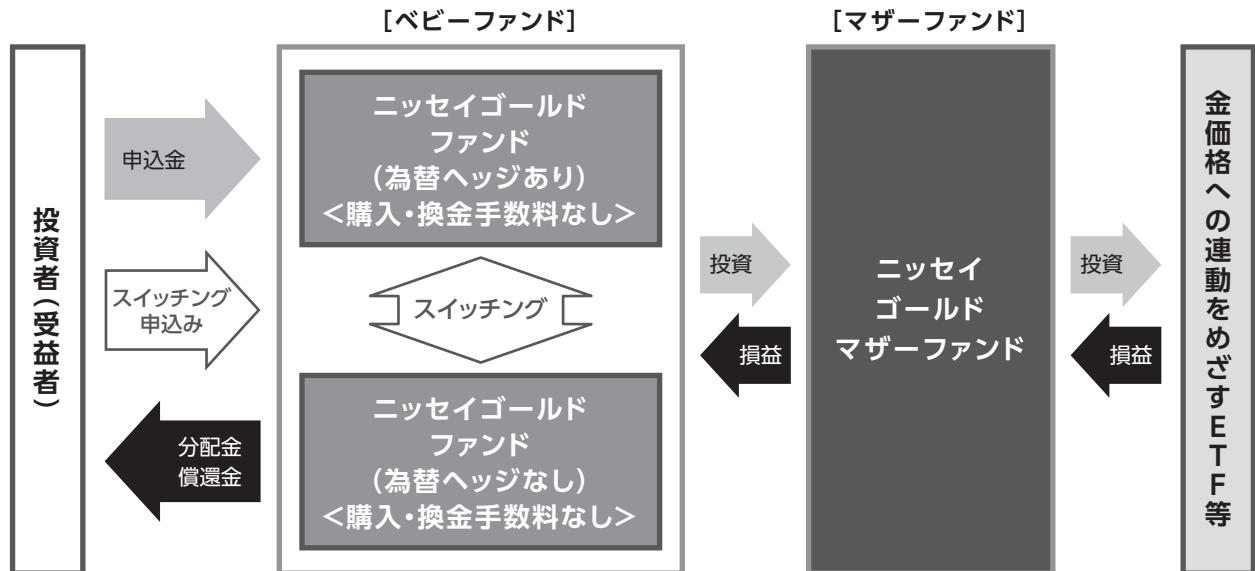 [ベビーファンド]
[マザーファンド]
投資者(受益者)
申込金
スイッチング
申込み
分配金
償還金
ニッセイゴールド
ファンド
(為替ヘッジあり)
<購入・換金手数料なし>
スイッチング
ニッセイゴールド
ファンド
(為替ヘッジなし)
<購入・換金手数料なし>
投資
損益
ニッセイ
ゴールド
マザーファンド
投資
損益
金価格への連動をめざすETF等